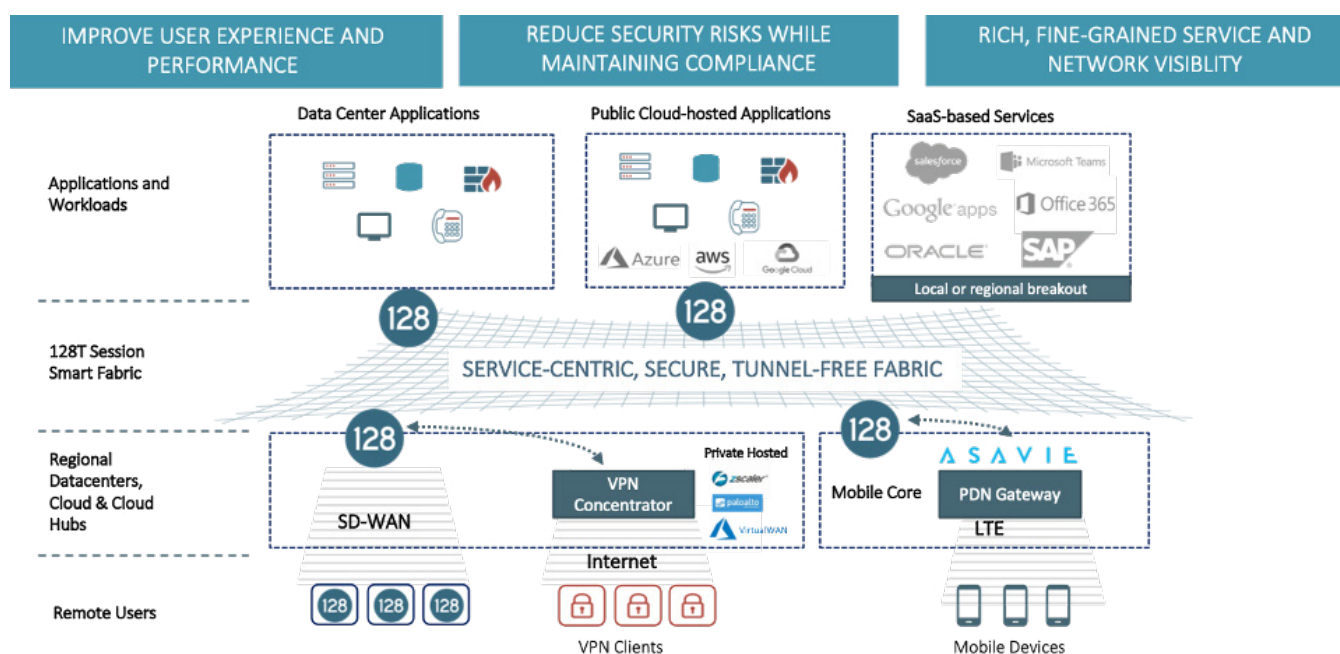 IMPROVE USER EXPERIENCE AND
PERFORMANCE
REDUCE SECURITY RISKS WHILE
MAINTAINING COMPLIANCE
RICH, FINE-GRAINED SERVICE AND
NETWORK VISIBLITY
Data Center Applications
Public Cloud-hosted Applications
SaaS-based Services
Applications and
Workloads
salesforce
Microsoft Teams
Google apps
Office 365
ORACLE
SAP
Azure
aws
Google Cloud
Local or regional breakout
128
128
128T Session
Smart Fabric
SERVICE-CENTRIC, SECURE, TUNNEL-FREE FABRIC
128
128
Regional
Datacenters,
Cloud & Cloud
Hubs
SD-WAN
VPN
Concentrator
Private Hosted
zscaler
paloalto
VirtualWAN
Mobile Core
ASAVIE
PDN Gateway
LTE
Internet
Remote Users
128
128
128
VPN Clients
Mobile Devices